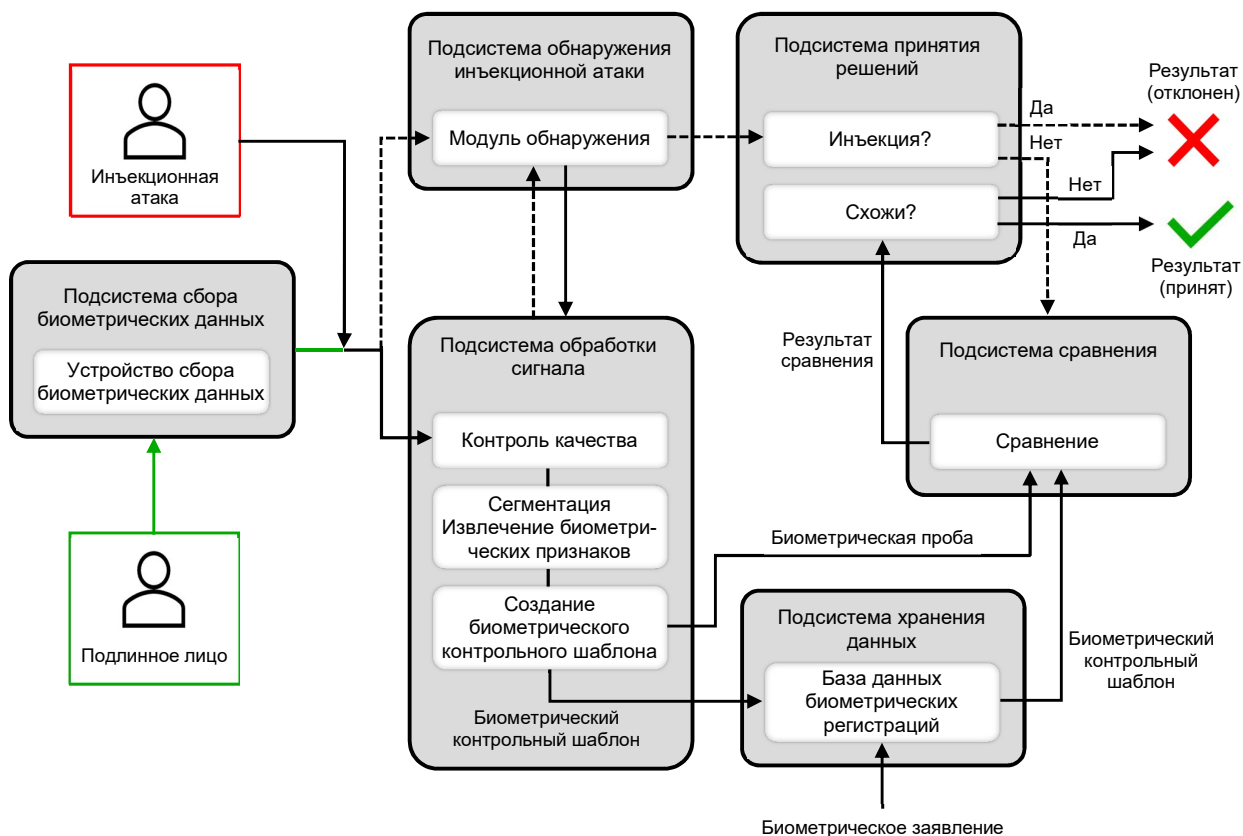 Подсистема обнаружения
инъекционной атаки
Модуль обнаружения
Подсистема принятия
решений
Инъекция?
Схожи?
Да
Нет
Нет
Да
Результат
(отклонен)
Результат
(принят)
Инъекционная
атака
Подсистема сбора
биометрических данных
Устройство сбора
биометрических данных
Подлинное лицо
Подсистема обработки
сигнала
Контроль качества
Сегментация
Извлечение биометри-
ческих признаков
Создание
биометрического
контрольного шаблона
Биометрический
контрольный шаблон
Результат
сравнения
Подсистема сравнения
Сравнение
Биометрическая проба
Подсистема хранения
данных
База данных
биометрических
регистраций
Биометрический
контрольный
шаблон
Биометрическое заявление